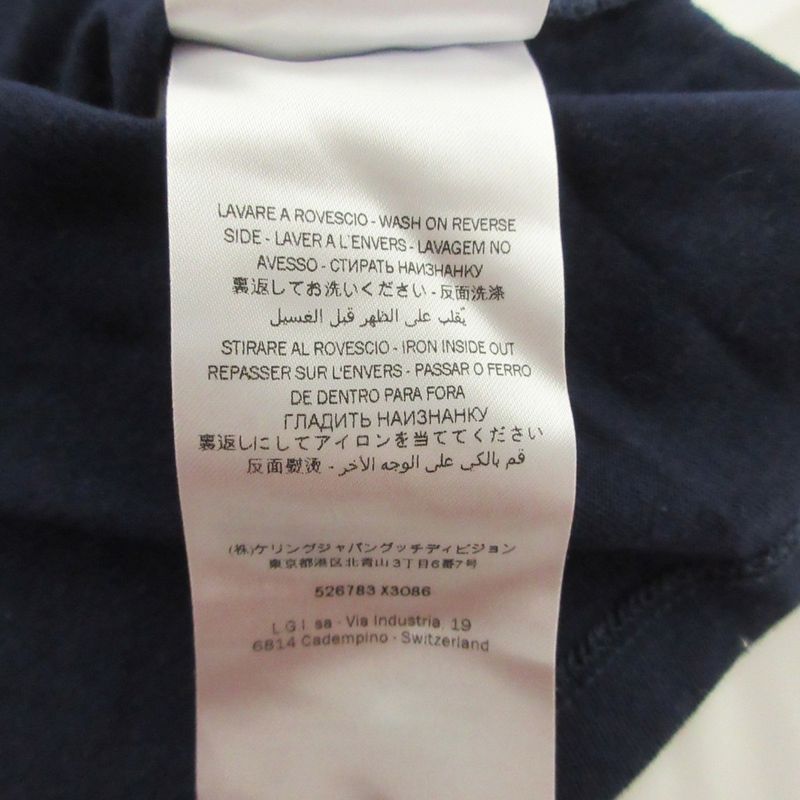 LAVARE A ROVESCIO - WASH ON REVERSE
SIDE - LAVER A L'ENVERS - LAVAGEM NO
AVESSO - СТИРАТЬ НАИЗНАНКУ
裏返してお洗いください - 反面洗涤
يُقلب على الظهر قبل الغسيل
STIRARE AL ROVESCIO - IRON INSIDE OUT
REPASSER SUR L'ENVERS - PASSAR O FERRO
DE DENTRO PARA FORA
ГЛАДИТЬ НАИЗНАНКУ
裏返しにしてアイロンを当ててください
反面熨烫 - قم بالكي على الوجه الآخر
(株)ケリングジャパングッチディビジョン
東京都港区北青山3丁目6番7号
526783 X3086
L G I sa - Via Industria, 19
6814 Cadempino - Switzerland